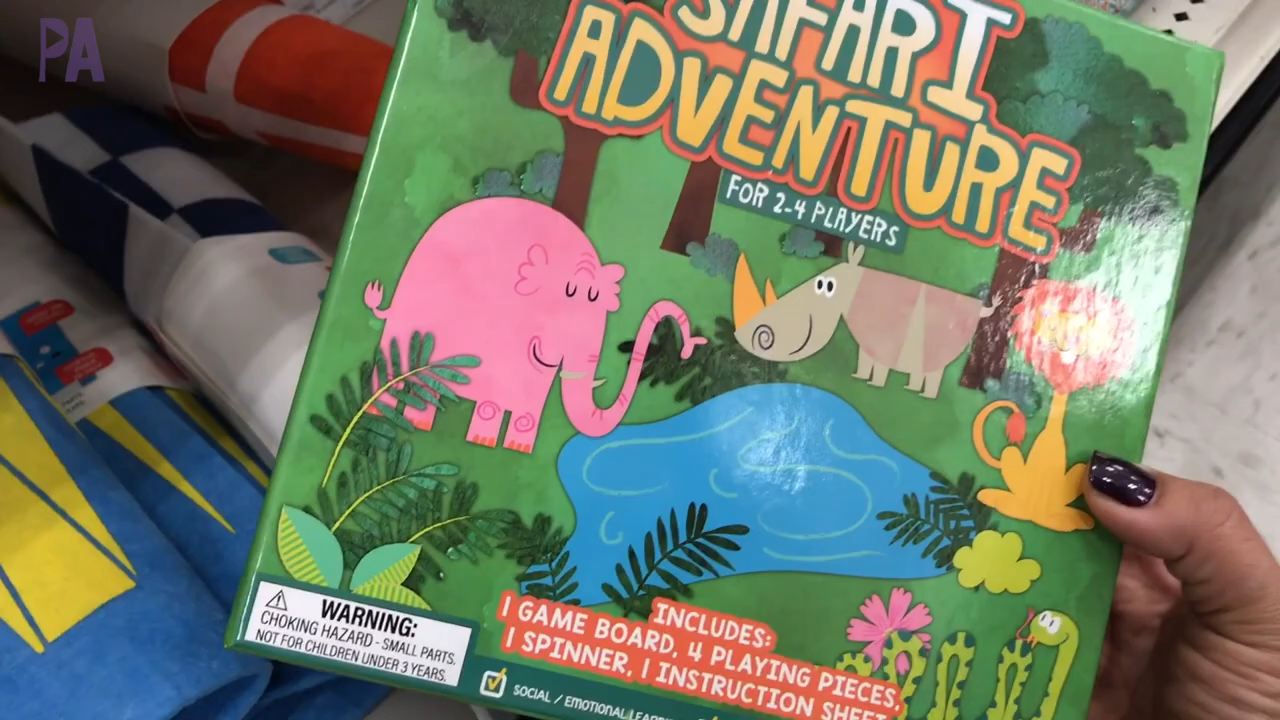 PA
SAFARI
ADVENTURE
FOR 2-4 PLAYERS
WARNING:
CHOKING HAZARD - SMALL PARTS.
NOT FOR CHILDREN UNDER 3 YEARS.
INCLUDES:
1 GAME BOARD, 4 PLAYING PIECES,
1 SPINNER, 1 INSTRUCTION SHEET
SOCIAL / EMOTIONAL